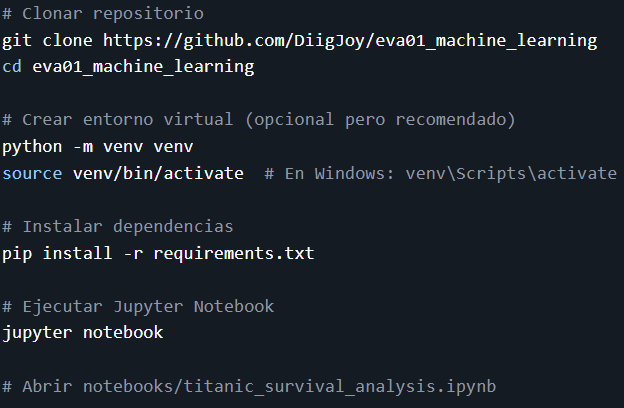 # Clonar repositorio
git clone https://github.com/DiigJoy/eva01_machine_learning
cd eva01_machine_learning
# Crear entorno virtual (opcional pero recomendado)
python -m venv venv
source venv/bin/activate  # En Windows: venv\Scripts\activate
# Instalar dependencias
pip install -r requirements.txt
# Ejecutar Jupyter Notebook
jupyter notebook
# Abrir notebooks/titanic_survival_analysis.ipynb